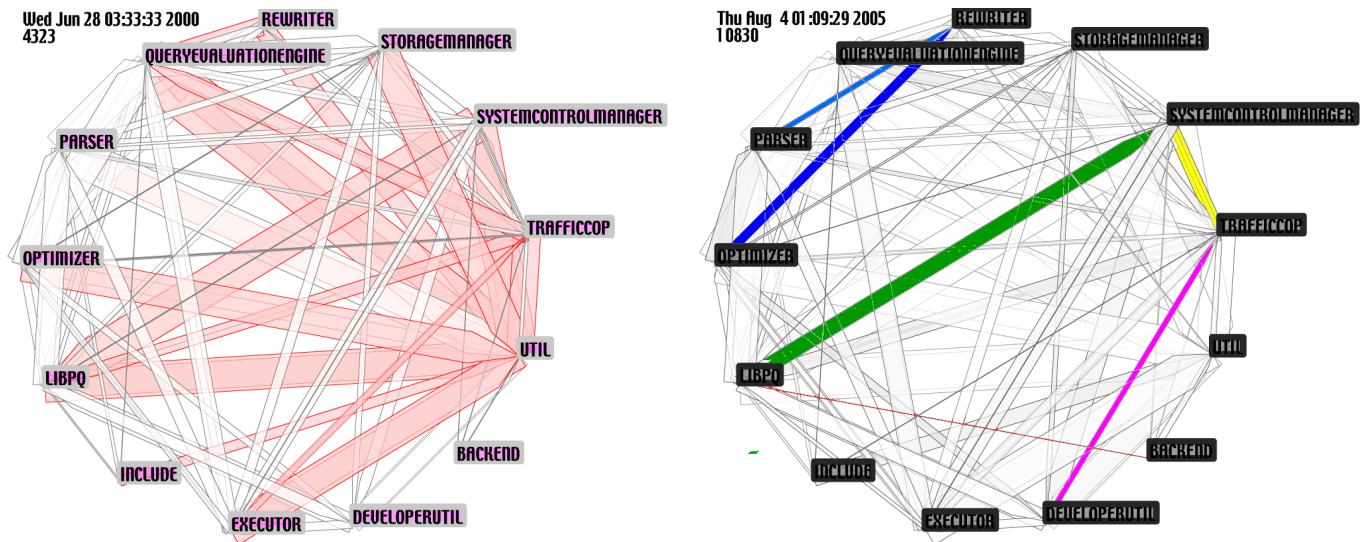 Wed Jun 28 03:33:33 2000
4323
REWRITER
STORAGEMANAGER
QUERYEVALUATIONENGINE
SYSTEMCONTROLMANAGER
PARSER
TRAFFICCOP
OPTIMIZER
UTIL
LIBPQ
BACKEND
INCLUDE
DEVELOPERUTIL
EXECUTOR
Thu Aug 4 01:09:29 2005
10830
REWRITER
STORAGEMANAGER
QUERYEVALUATIONENGINE
SYSTEMCONTROLMANAGER
PARSER
TRAFFICCOP
OPTIMIZER
UTIL
LIBPQ
BACKEND
INCLUDE
DEVELOPERUTIL
EXECUTOR